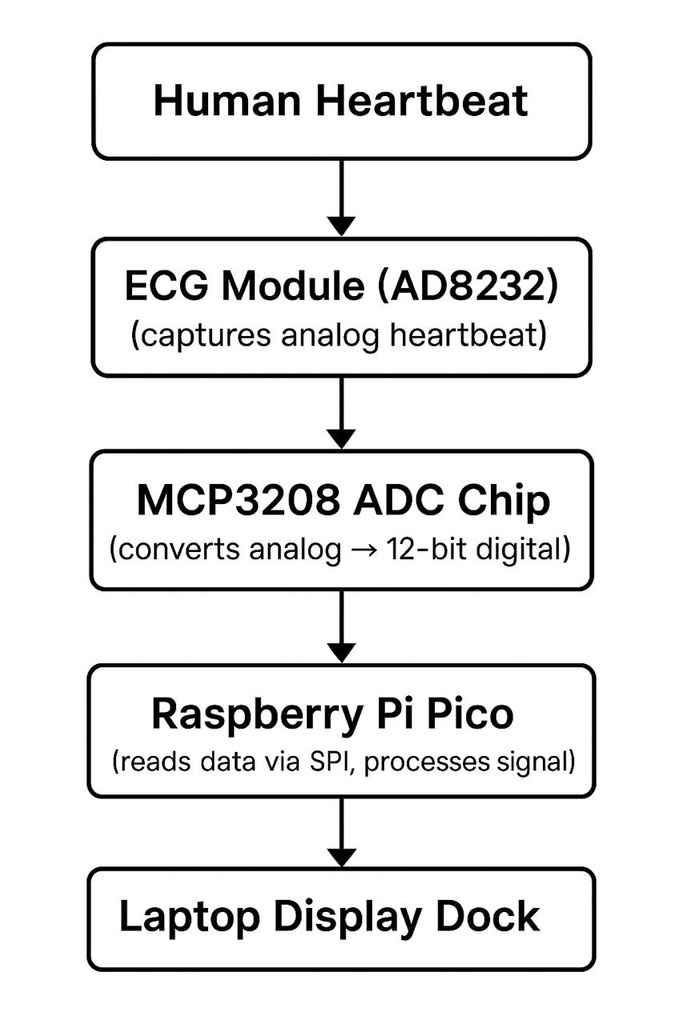 Human Heartbeat
ECG Module (AD8232)
(captures analog heartbeat)
MCP3208 ADC Chip
(converts analog → 12-bit digital)
Raspberry Pi Pico
(reads data via SPI, processes signal)
Laptop Display Dock